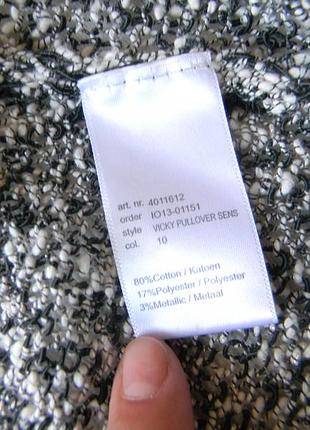 art. nr. 4011612
order IO13-01151
style VICKY PULLOVER SENS
col. 10
80%Cotton / Katoen
17%Polyester / Polyester
3%Metallic / Metaal